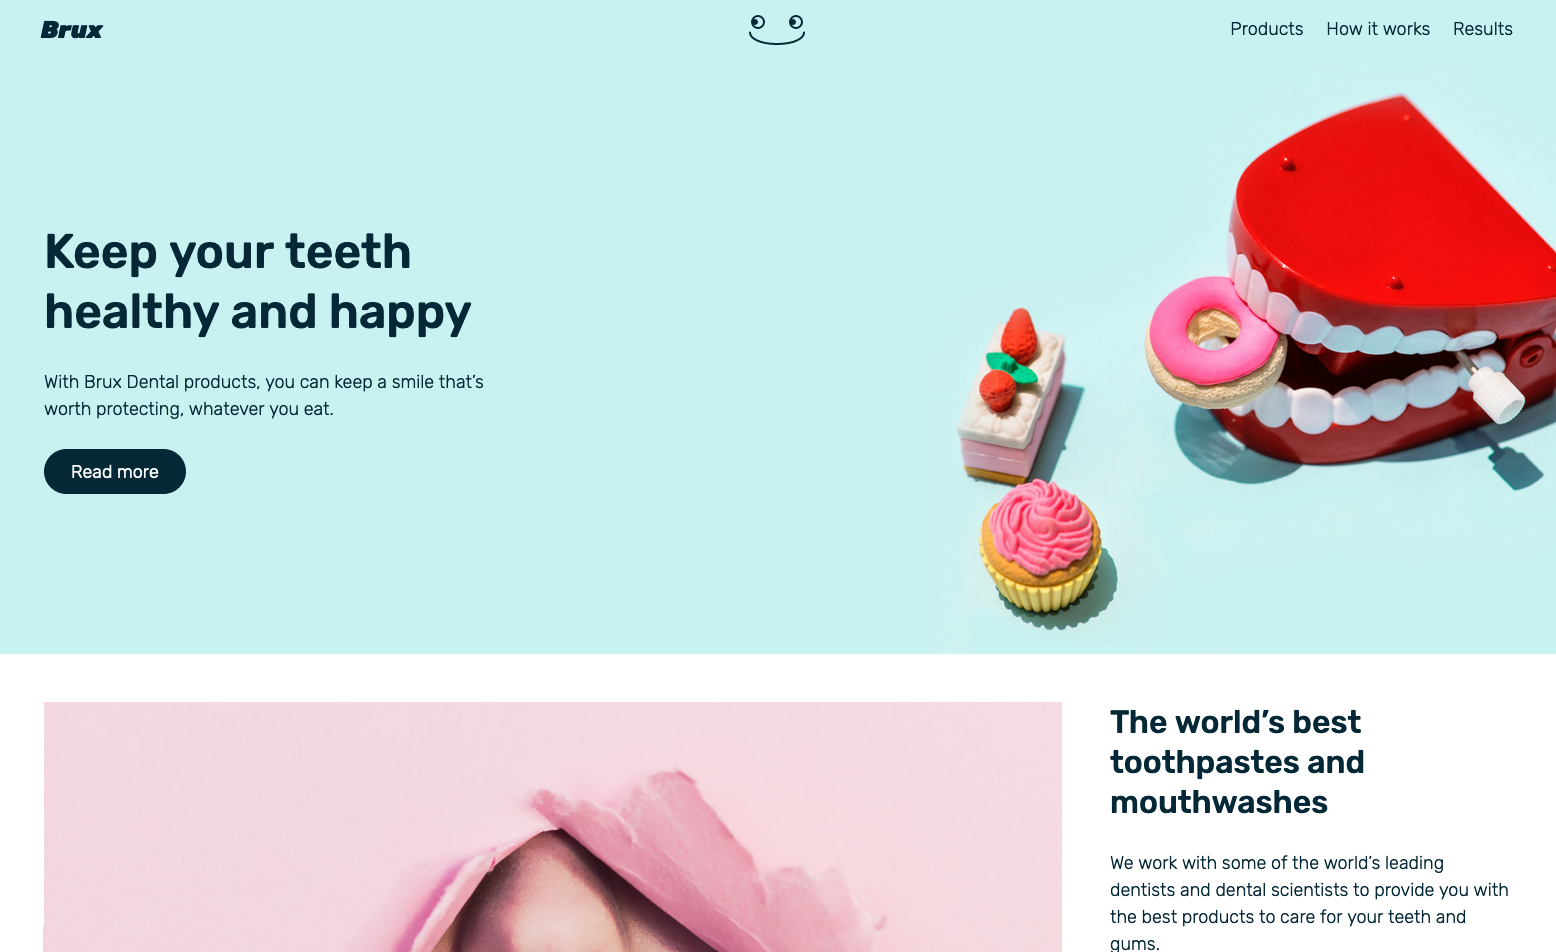 Brux
Products How it works Results
Keep your teeth
healthy and happy
With Brux Dental products, you can keep a smile that’s
worth protecting, whatever you eat.
Read more
The world’s best
toothpastes and
mouthwashes
We work with some of the world’s leading
dentists and dental scientists to provide you with
the best products to care for your teeth and
gums.